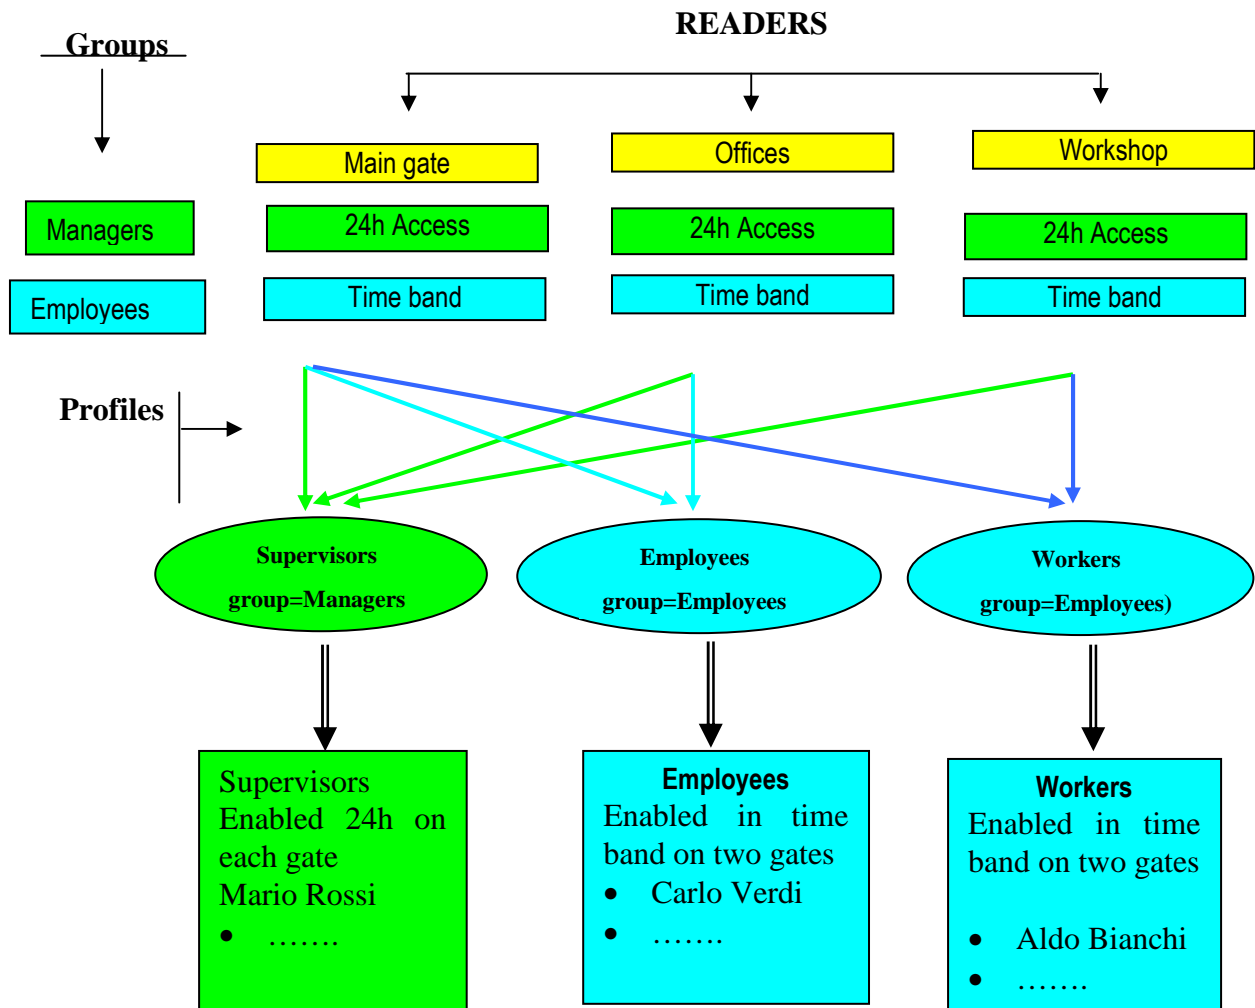 READERS
Groups
Main gate
Offices
Workshop
Managers
24h Access
24h Access
24h Access
Employees
Time band
Time band
Time band
Profiles
Supervisors
group=Managers
Employees
group=Employees
Workers
group=Employees)
Supervisors
Enabled 24h on
each gate
Mario Rossi
• …….
Employees
Enabled in time
band on two gates
• Carlo Verdi
• …….
Workers
Enabled in time
band on two gates
• Aldo Bianchi
• …….